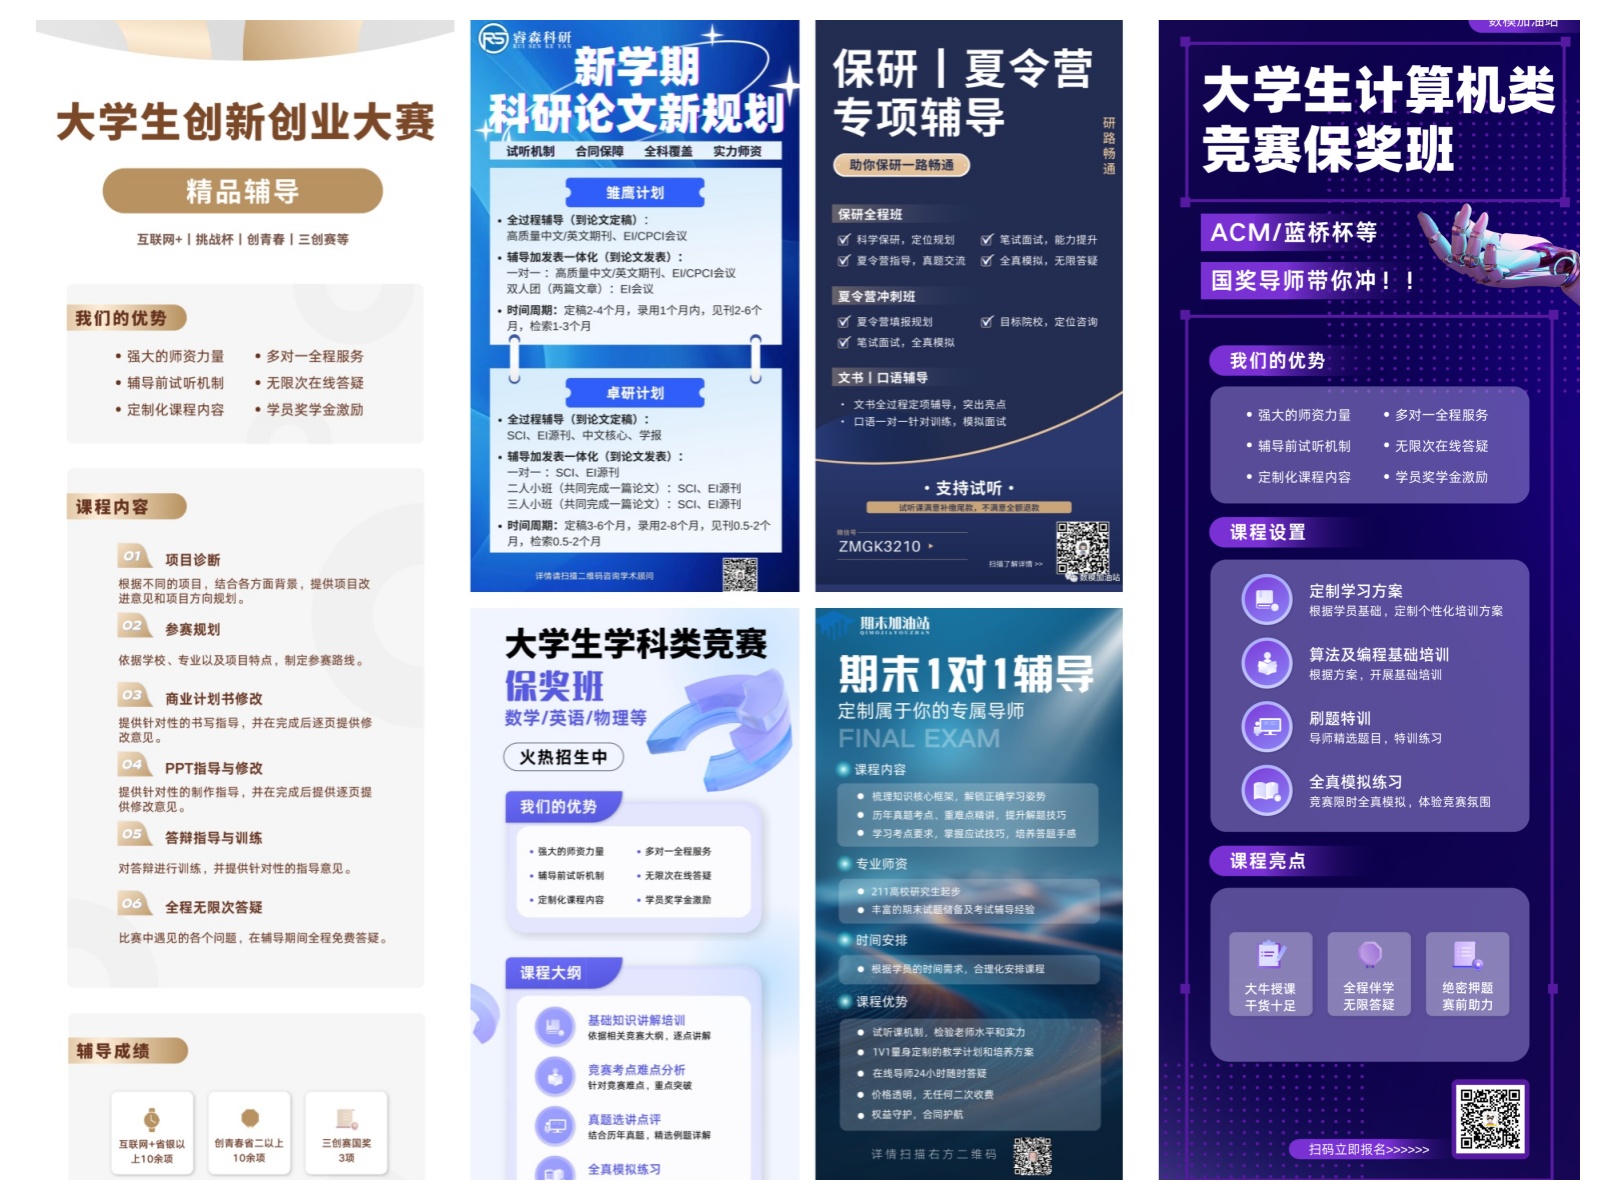 大学生创新创业大赛
精品辅导
互联网+ | 挑战杯 | 创青春 | 三创赛等
我们的优势
• 强大的师资力量
• 多对一全程服务
• 辅导前试听机制
• 无限次在线答疑
• 定制化课程内容
• 学员奖学金激励
课程内容
01 项目诊断
根据不同的项目，结合各方面背景，提供项目改
进意见和项目方向规划。
02 参赛规划
依据学校、专业以及项目特点，制定参赛路线。
03 商业计划书修改
提供针对性的书写指导，并在完成后逐页提供修
改意见。
04 PPT指导与修改
提供针对性的制作指导，并在完成后提供逐页提
供修改意见。
05 答辩指导与训练
对答辩进行训练，并提供针对性的指导意见。
06 全程无限次答疑
比赛中遇见的各个问题，在辅导期间全程免费答疑。
辅导成绩
互联网+省银以
上10余项
创青春省二以上
10余项
三创赛国奖
3项
RS 睿森科研
RUI SEN KE YAN
新学期
科研论文新规划
试听机制 合同保障 全科覆盖 实力师资
雏鹰计划
• 全过程辅导（到论文定稿）：
高质量中文/英文期刊、EI/CPCI会议
• 辅导加发表一体化（到论文发表）：
一对一：高质量中文/英文期刊、EI/CPCI会议
双人团（两篇文章）：EI会议
• 时间周期：定稿2-4个月，录用1个月内，见刊2-6个
月，检索1-3个月
卓研计划
• 全过程辅导（到论文定稿）：
SCI、EI源刊、中文核心、学报
• 辅导加发表一体化（到论文发表）：
一对一：SCI、EI源刊
二人小班（共同完成一篇论文）：SCI、EI源刊
三人小班（共同完成一篇论文）：SCI、EI源刊
• 时间周期：定稿3-6个月，录用2-8个月，见刊0.5-2个
月，检索0.5-2个月
详情请扫描二维码咨询学术顾问
保研 | 夏令营
专项辅导
研路畅通
助你保研一路畅通
保研全程班
科学保研，定位规划
笔试面试，能力提升
夏令营指导，真题交流
全真模拟，无限答疑
夏令营冲刺班
夏令营填报规划
目标院校，定位咨询
笔试面试，全真模拟
文书 | 口语辅导
· 文书全过程定项辅导，突出亮点
· 口语一对一针对训练，模拟面试
• 支持试听 •
试听课满意补缴尾款，不满意全额退款
微信号
ZMGK3210
扫描了解详情 >>
数模加油站
大学生学科类竞赛
保奖班
数学/英语/物理等
火热招生中
我们的优势
• 强大的师资力量
• 多对一全程服务
• 辅导前试听机制
• 无限次在线答疑
• 定制化课程内容
• 学员奖学金激励
课程大纲
基础知识讲解培训
依据相关竞赛大纲，逐点讲解
竞赛考点难点分析
针对竞赛难点，重点突破
真题选讲点评
结合历年真题，精选例题详解
全真模拟练习
期末加油站
QIMOJIAYOUZHAN
期末1对1辅导
定制属于你的专属导师
FINAL EXAM
课程内容
• 梳理知识核心框架，解锁正确学习姿势
• 历年真题考点、重难点精讲，提升解题技巧
• 学习考点要求，掌握应试技巧，培养答题手感
专业师资
• 211高校研究生起步
• 丰富的期末试题储备及考试辅导经验
时间安排
• 根据学员的时间需求，合理化安排课程
课程优势
• 试听课机制，检验老师水平和实力
• 1V1量身定制的教学计划和培养方案
• 在线导师24小时随时答疑
• 价格透明，无任何二次收费
• 权益守护，合同护航
详情扫描右方二维码
数模加油站
大学生计算机类
竞赛保奖班
ACM/蓝桥杯等
国奖导师带你冲！！
我们的优势
• 强大的师资力量
• 多对一全程服务
• 辅导前试听机制
• 无限次在线答疑
• 定制化课程内容
• 学员奖学金激励
课程设置
定制学习方案
根据学员基础，定制个性化培训方案
算法及编程基础培训
根据方案，开展基础培训
刷题特训
导师精选题目，特训练习
全真模拟练习
竞赛限时全真模拟，体验竞赛氛围
课程亮点
大牛授课
干货十足
全程伴学
无限答疑
绝密押题
赛前助力
扫码立即报名>>>>>>